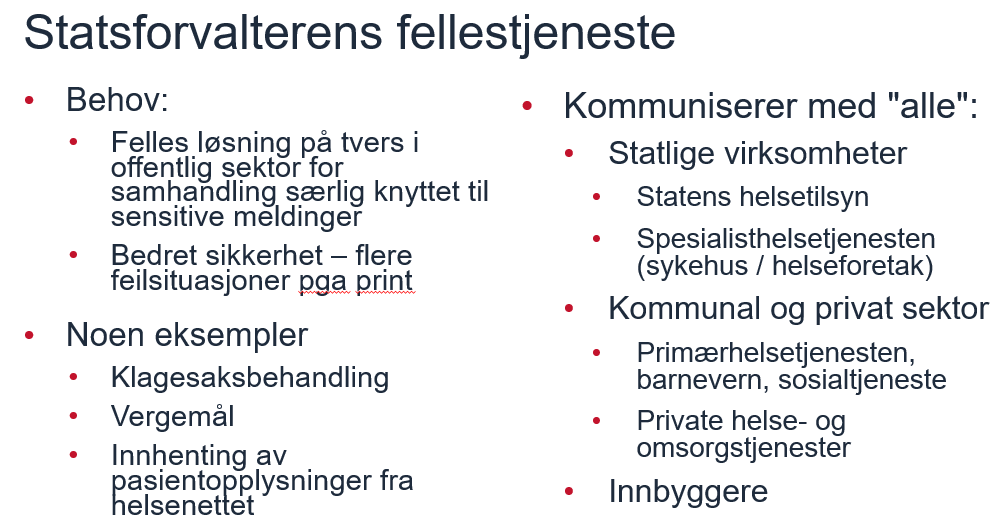 Statsforvalterens fellestjeneste
• Behov:
• Felles løsning på tvers i
offentlig sektor for
samhandling særlig knyttet til
sensitive meldinger
• Bedret sikkerhet – flere
feilsituasjoner pga print
• Noen eksempler
• Klagesaksbehandling
• Vergemål
• Innhenting av
pasientopplysninger fra
helsenettet
• Kommuniserer med "alle":
• Statlige virksomheter
• Statens helsetilsyn
• Spesialisthelsetjenesten
(sykehus / helseforetak)
• Kommunal og privat sektor
• Primærhelsetjenesten,
barnevern, sosialtjeneste
• Private helse- og
omsorgstjenester
• Innbyggere